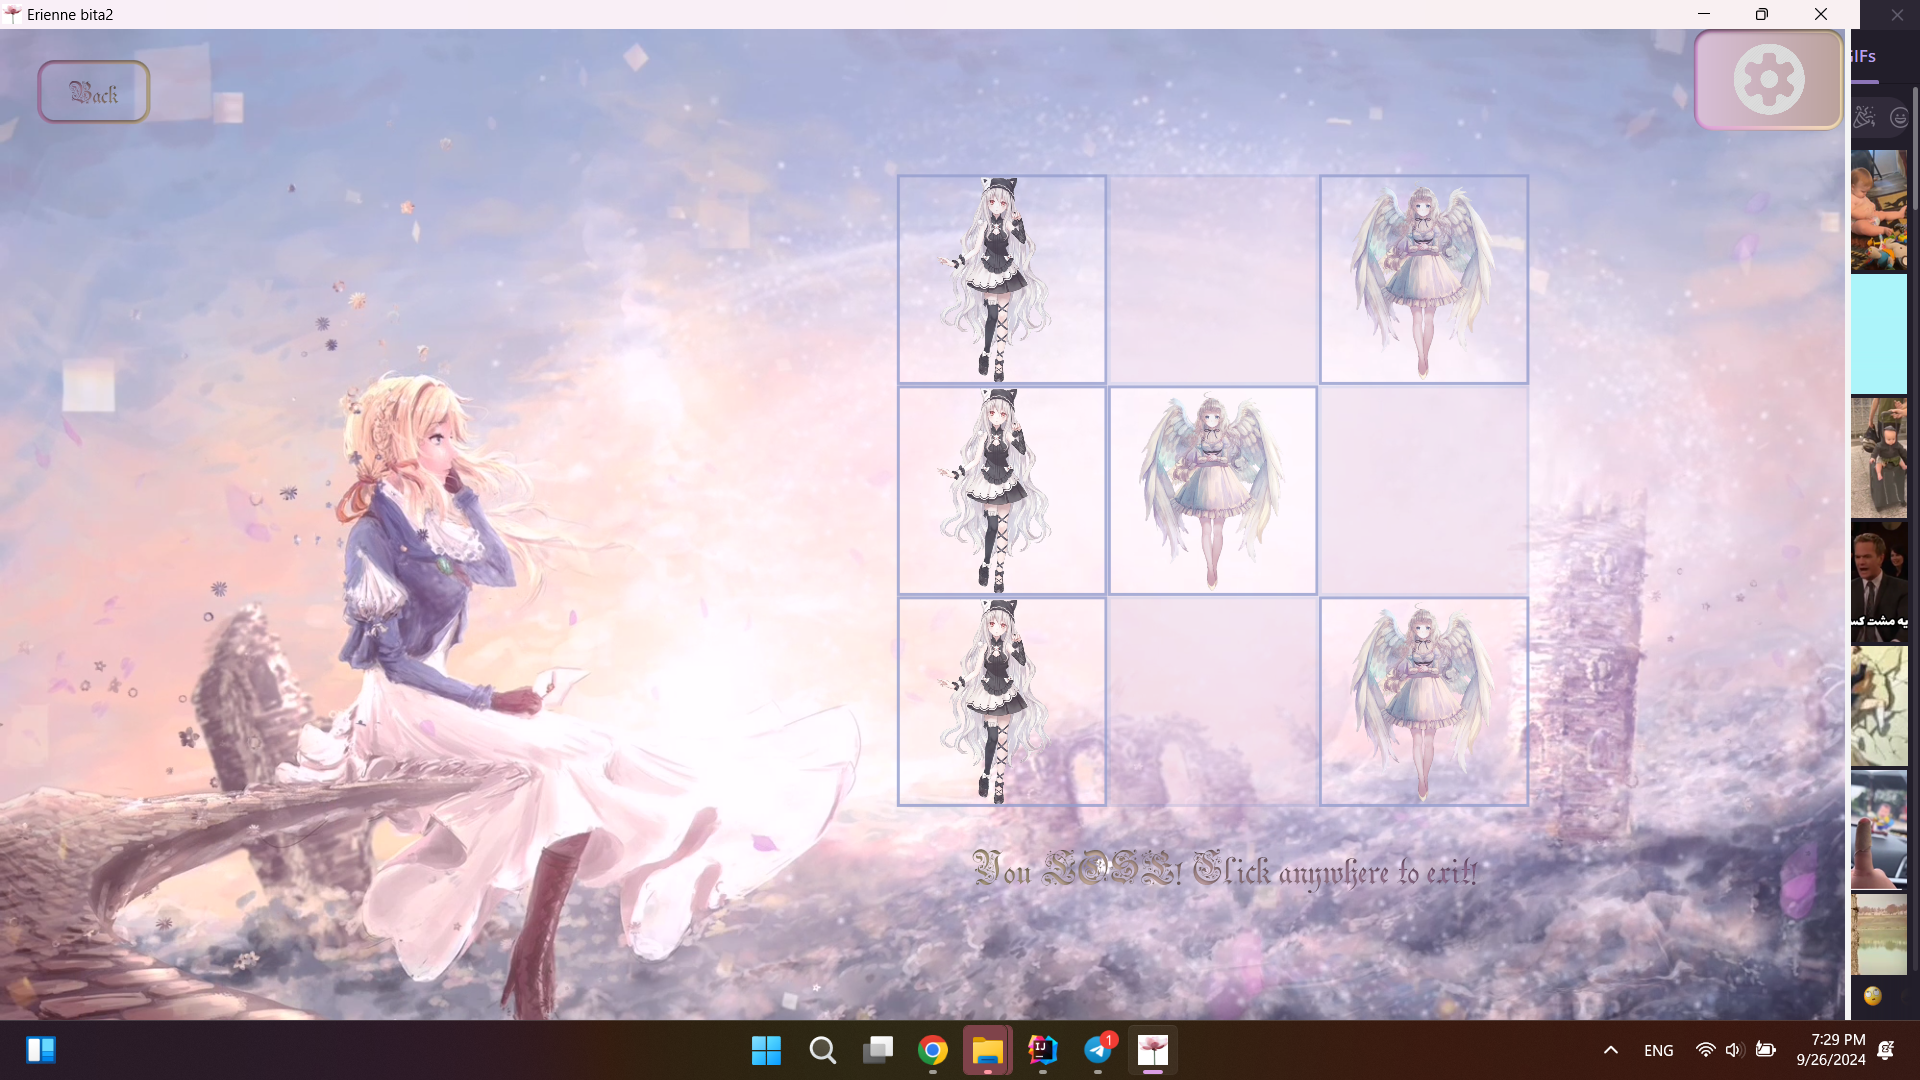 Erienne bita2
GIFs
Back
یه مشت کس
You LOSE! Click anywhere to exit!
1
ENG
7:29 PM
9/26/2024